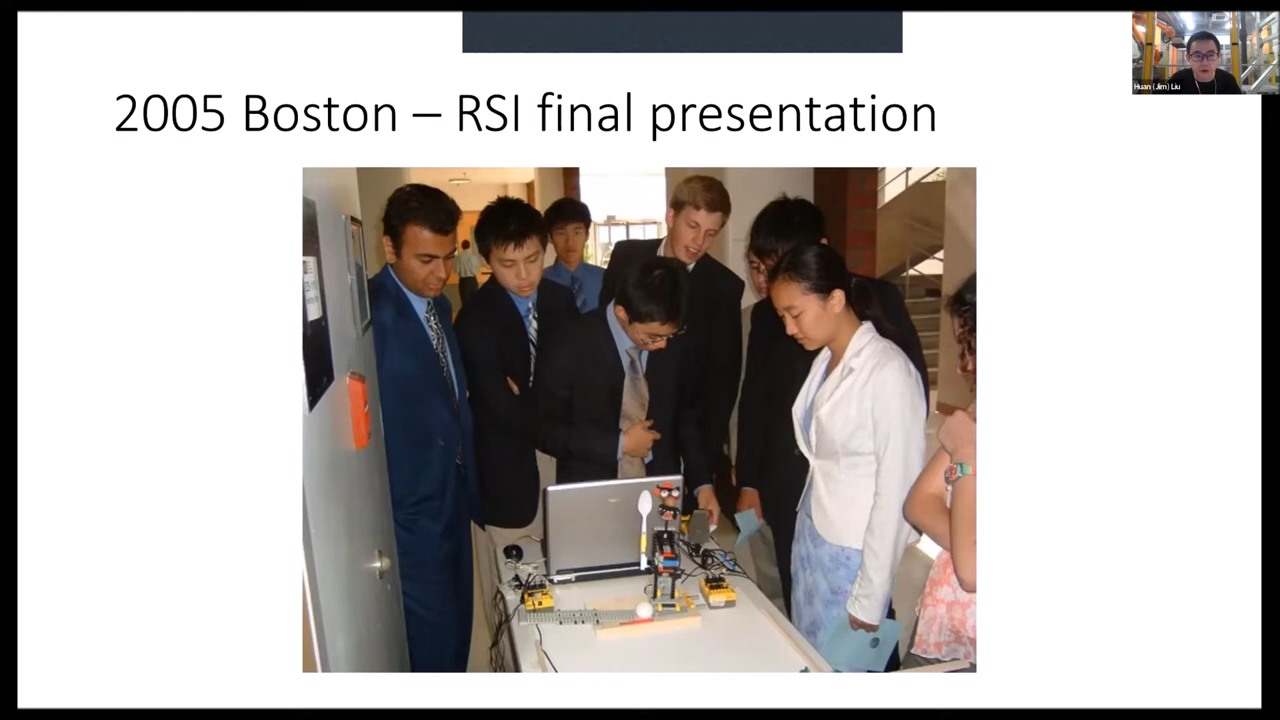 2005 Boston – RSI final presentation
Huan (Jim) Liu